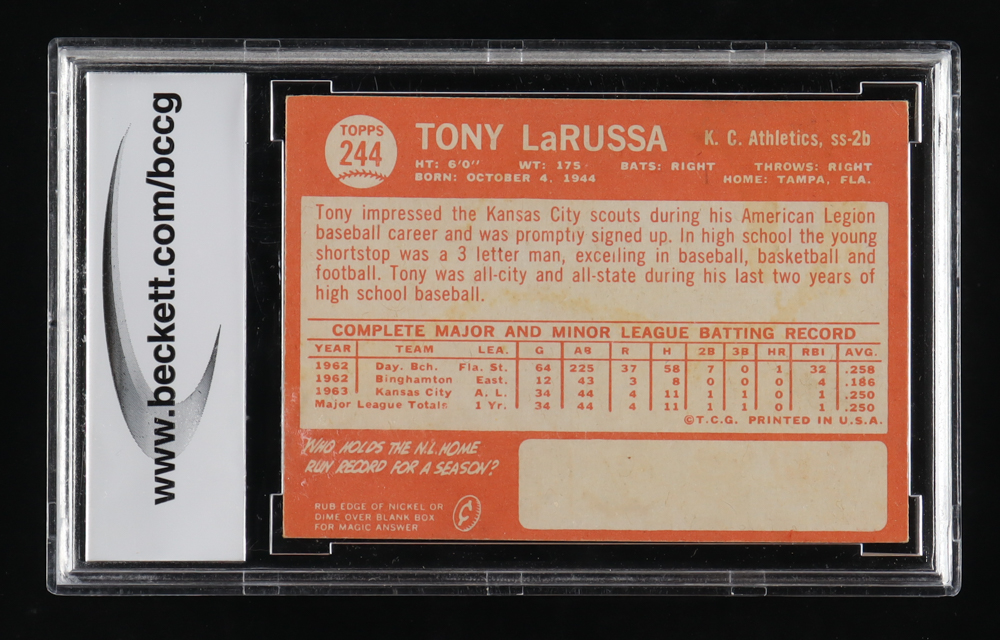 www.beckett.com/bccg
TOPPS
244
TONY LaRUSSA
K. C. Athletics, ss-2b
HT: 6'0" WT: 175 BATS: RIGHT THROWS: RIGHT
BORN: OCTOBER 4, 1944 HOME: TAMPA, FLA.
Tony impressed the Kansas City scouts during his American Legion
baseball career and was promptly signed up. In high school the young
shortstop was a 3 letter man, excelling in baseball, basketball and
football. Tony was all-city and all-state during his last two years of
high school baseball.
COMPLETE MAJOR AND MINOR LEAGUE BATTING RECORD
YEAR TEAM LEA. G AB R H 2B 3B HR RBI AVG.
1962 Day. Bch. Fla. St. 64 225 37 58 7 0 1 32 .258
1962 Binghamton East. 12 43 3 8 0 0 0 4 .186
1963 Kansas City A. L. 34 44 4 11 1 1 0 1 .250
Major League Totals 1 Yr. 34 44 4 11 1 1 0 1 .250
©T.C.G. PRINTED IN U.S.A.
WHO HOLDS THE N.L. HOME
RUN RECORD FOR A SEASON?
RUB EDGE OF NICKEL OR
DIME OVER BLANK BOX
FOR MAGIC ANSWER